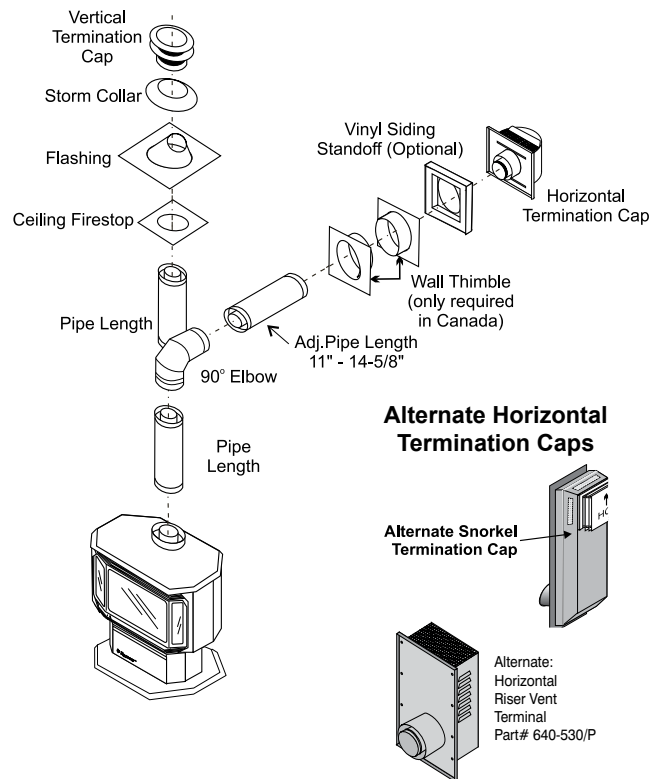 Vertical
Termination
Cap
Storm Collar
Flashing
Ceiling Firestop
Pipe Length
90° Elbow
Pipe
Length
Adj.Pipe Length
11" - 14-5/8"
Vinyl Siding
Standoff (Optional)
Horizontal
Termination Cap
Wall Thimble
(only required
in Canada)
Alternate Horizontal
Termination Caps
Alternate Snorkel
Termination Cap
Alternate:
Horizontal
Riser Vent
Terminal
Part# 640-530/P